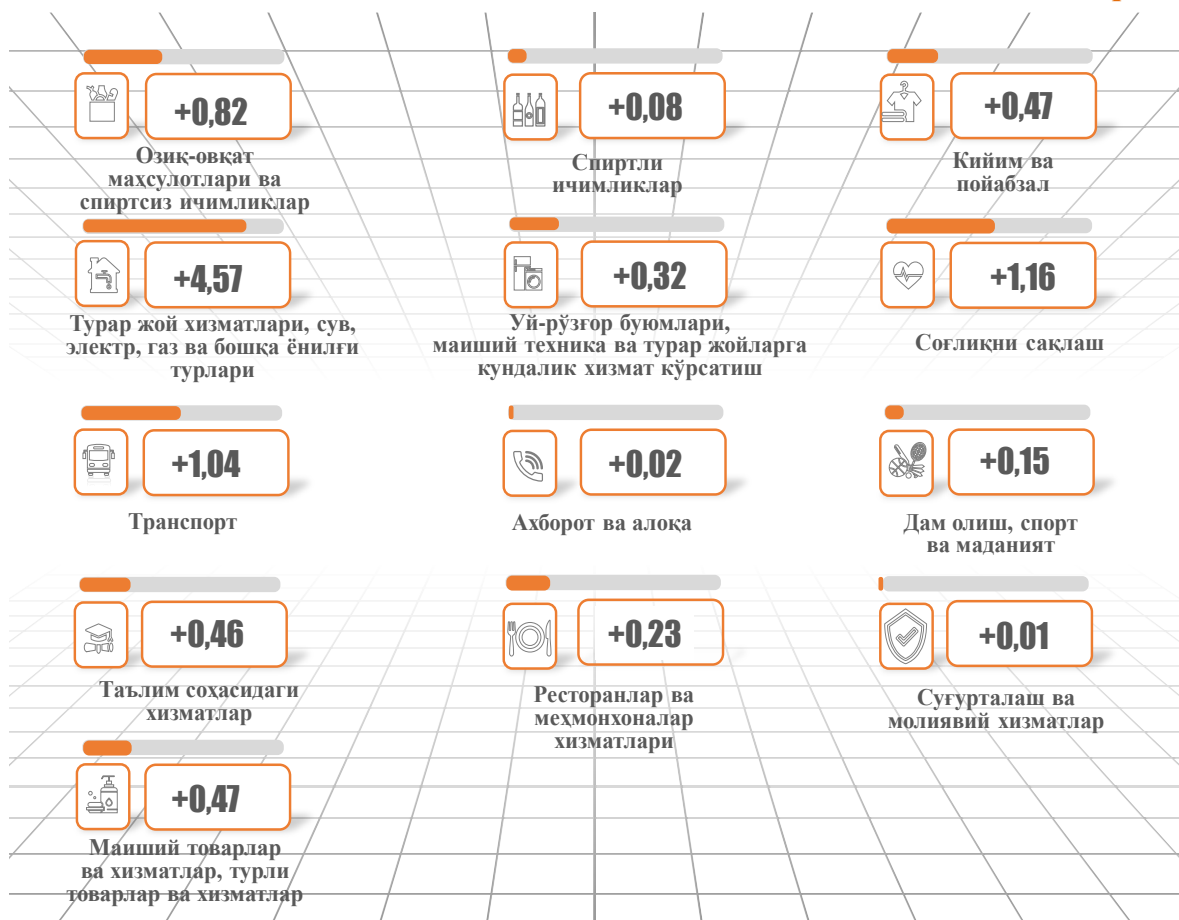 +0,82
Озиқ-овқат
маҳсулотлари ва
спиртсиз ичимликлар
+0,08
Спиртли
ичимликлар
+0,47
Кийим ва
пойабзал
+4,57
Турар жой хизматлари, сув,
электр, газ ва бошқа ёнилғи
турлари
+0,32
Уй-рўзғор буюмлари,
маиший техника ва турар жойларга
кундалик хизмат кўрсатиш
+1,16
Соғлиқни сақлаш
+1,04
Транспорт
+0,02
Ахборот ва алоқа
+0,15
Дам олиш, спорт
ва маданият
+0,46
Таълим соҳасидаги
хизматлар
+0,23
Ресторанлар ва
меҳмонхоналар
хизматлари
+0,01
Суғурталаш ва
молиявий хизматлар
+0,47
Маиший товарлар
ва хизматлар, турли
товарлар ва хизматлар